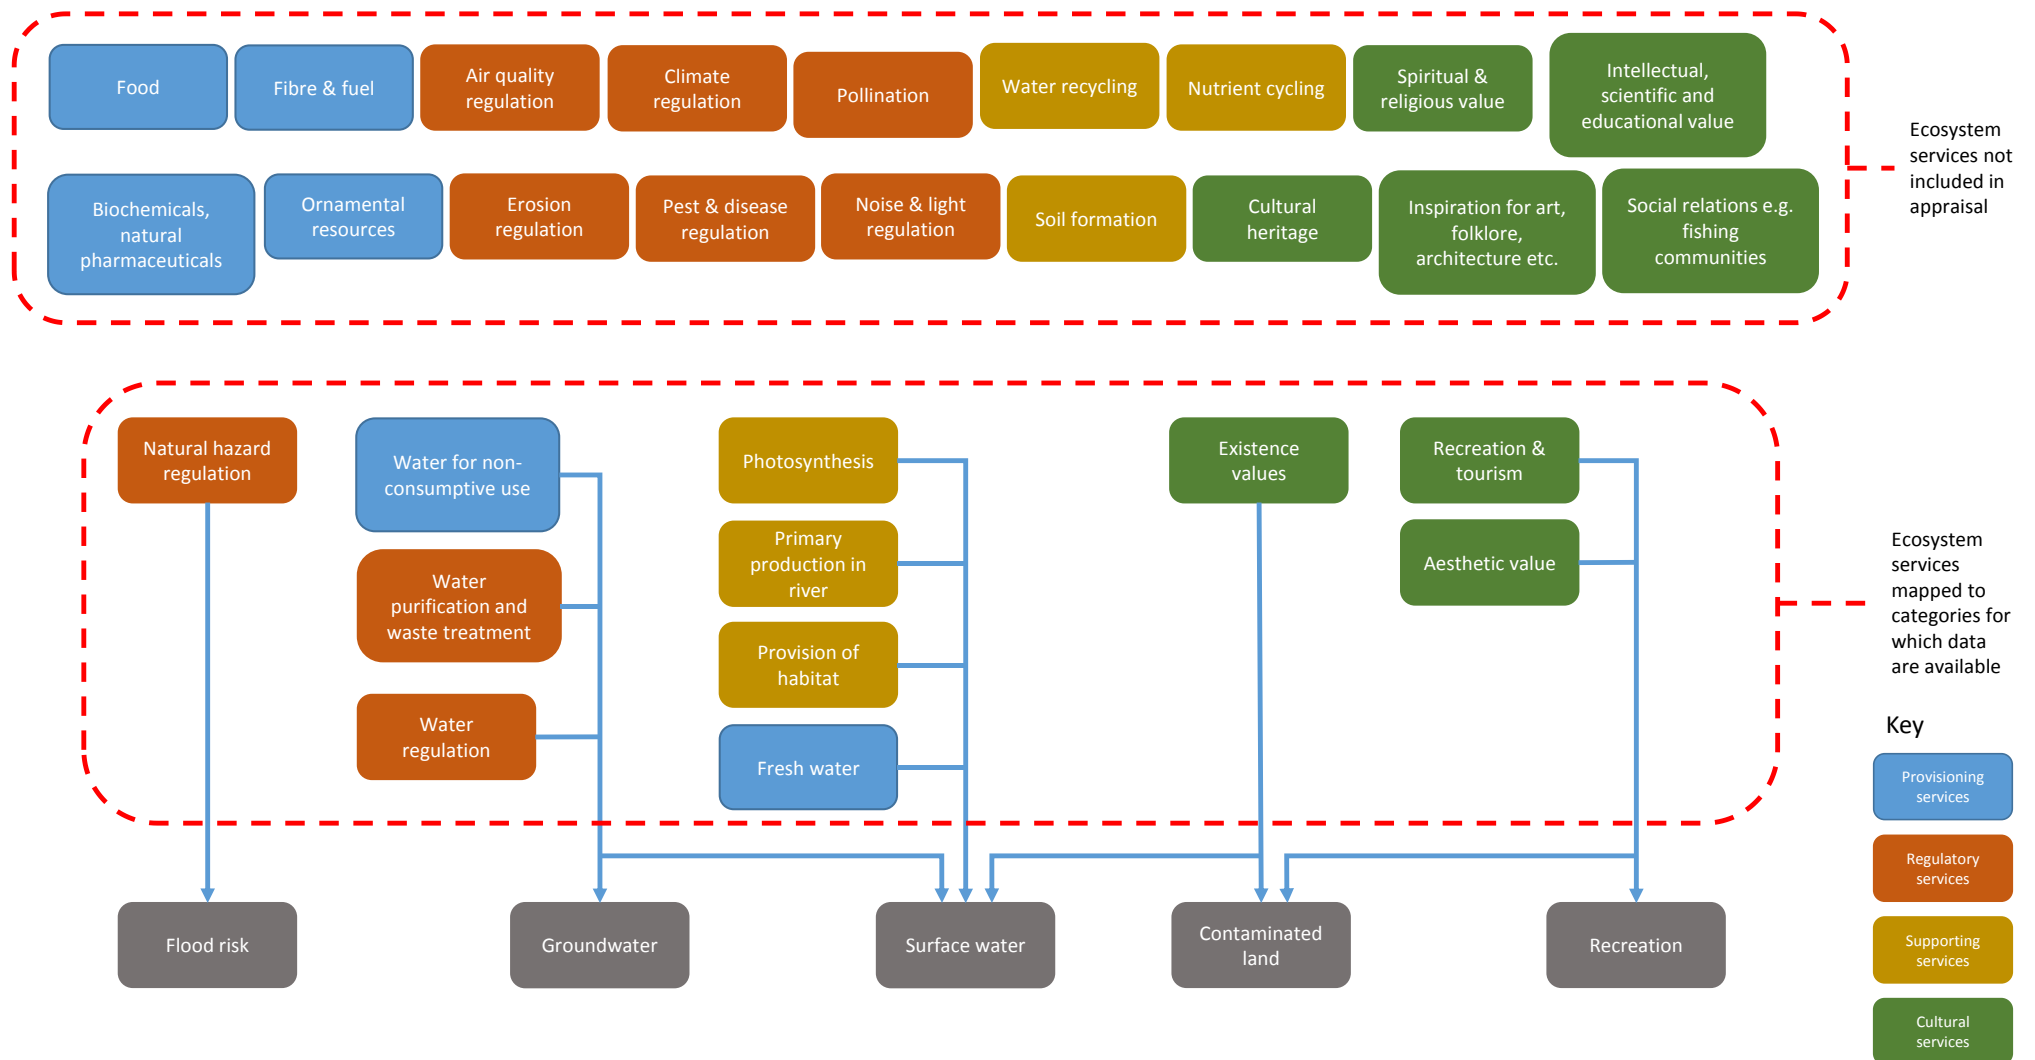 Food
Fibre & fuel
Air quality
regulation
Climate
regulation
Pollination
Water recycling
Nutrient cycling
Spiritual &
religious value
Intellectual,
scientific and
educational value
Biochemicals,
natural
pharmaceuticals
Ornamental
resources
Erosion
regulation
Pest & disease
regulation
Noise & light
regulation
Soil formation
Cultural
heritage
Inspiration for art,
folklore,
architecture etc.
Social relations e.g.
fishing
communities
Ecosystem
services not
included in
appraisal
Natural hazard
regulation
Water for non-
consumptive use
Water
purification and
waste treatment
Water
regulation
Photosynthesis
Primary
production in
river
Provision of
habitat
Fresh water
Existence
values
Recreation &
tourism
Aesthetic value
Ecosystem
services
mapped to
categories for
which data
are available
Flood risk
Groundwater
Surface water
Contaminated
land
Recreation
Key
Provisioning
services
Regulatory
services
Supporting
services
Cultural
services